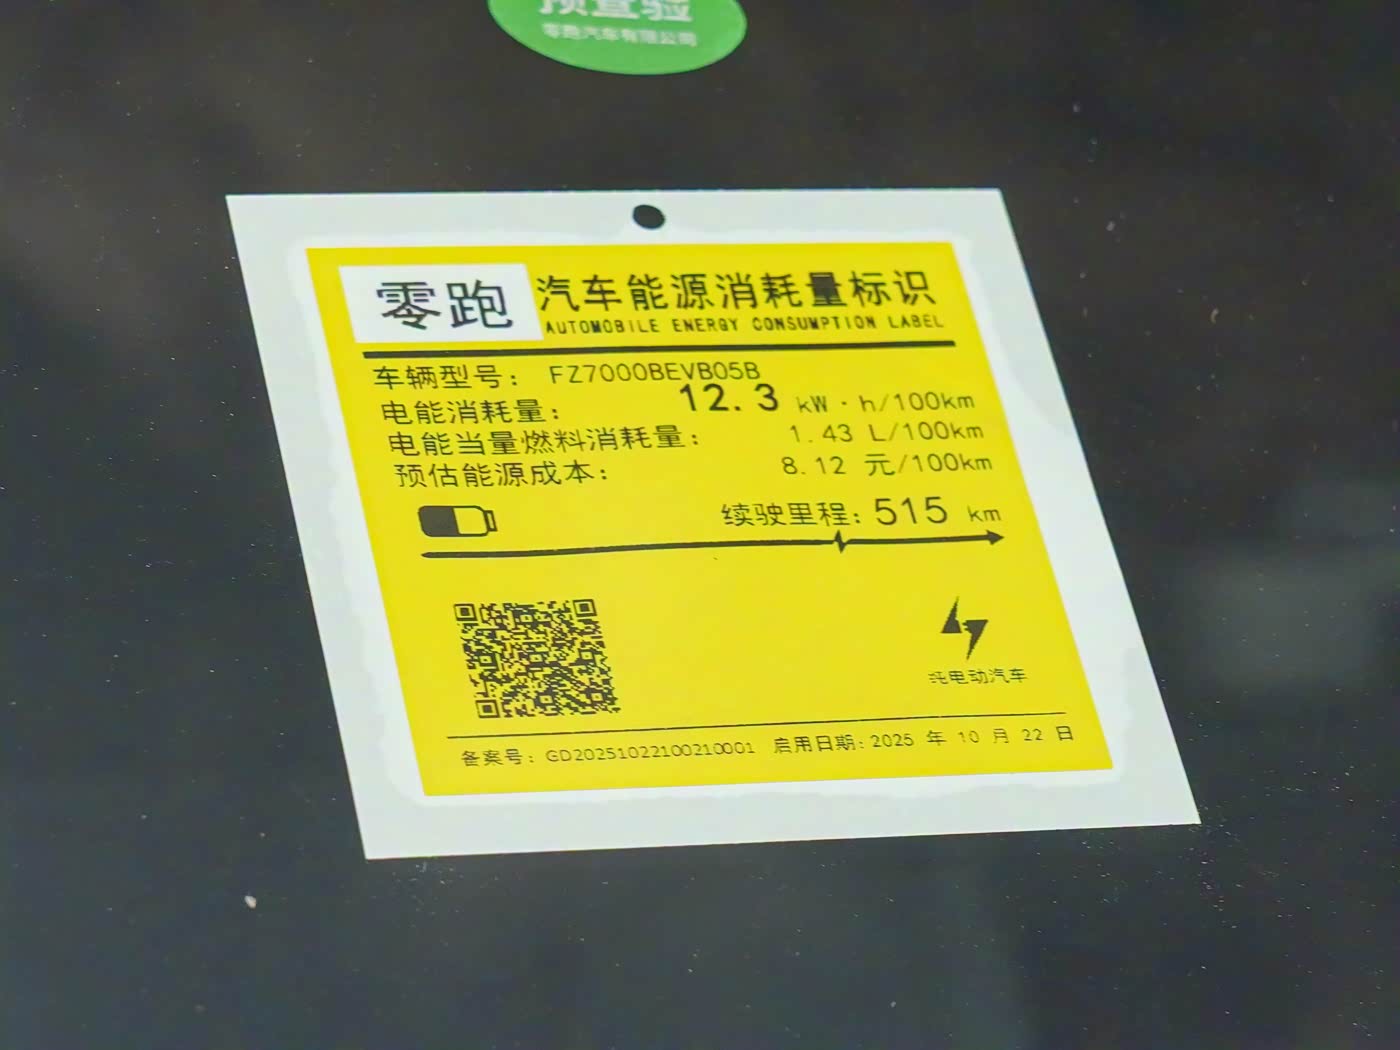 预查验
零跑汽车有限公司
零跑 汽车能源消耗量标识
AUTOMOBILE ENERGY CONSUMPTION LABEL
车辆型号： FZ7000BEVB05B
电能消耗量： 12.3 kW·h/100km
电能当量燃料消耗量： 1.43 L/100km
预估能源成本： 8.12 元/100km
续驶里程：515 km
纯电动汽车
备案号：GD20251022100210001 启用日期：2025 年 10 月 22 日